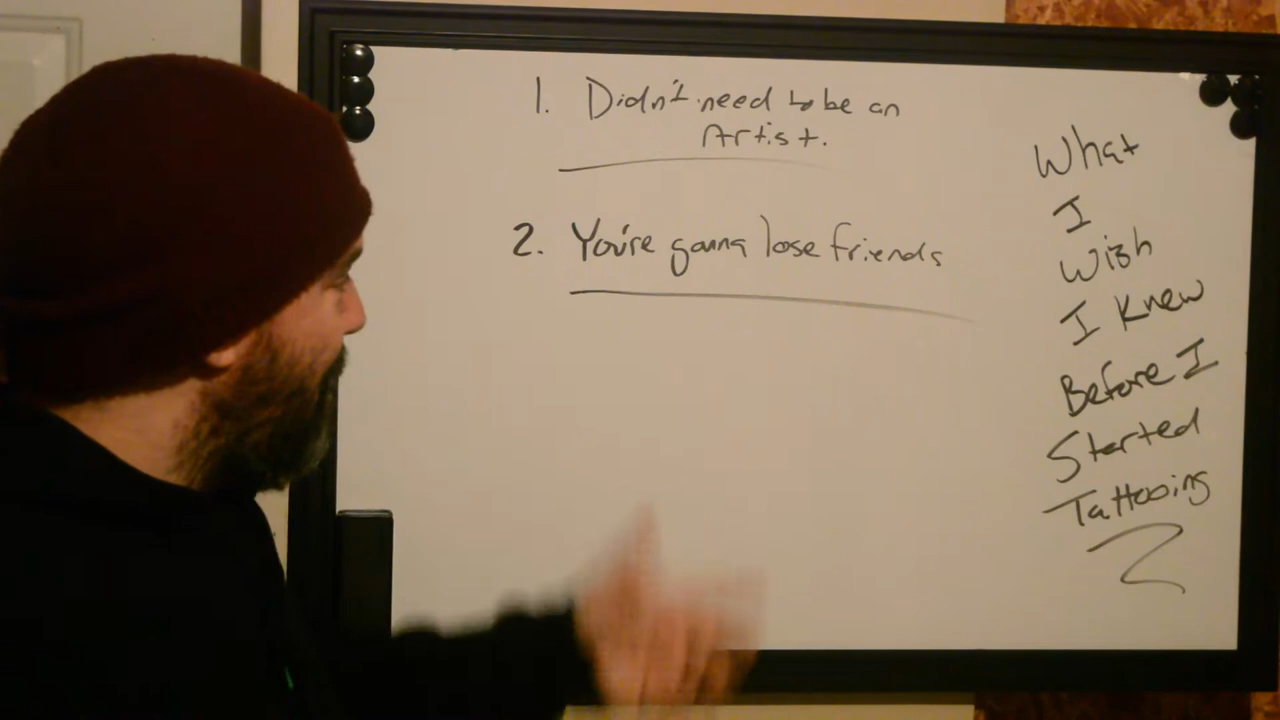 1. Didn't need to be an
Artist.
2. You're gonna lose friends
What
I
Wish
I Knew
Before I
Started
Tattooing